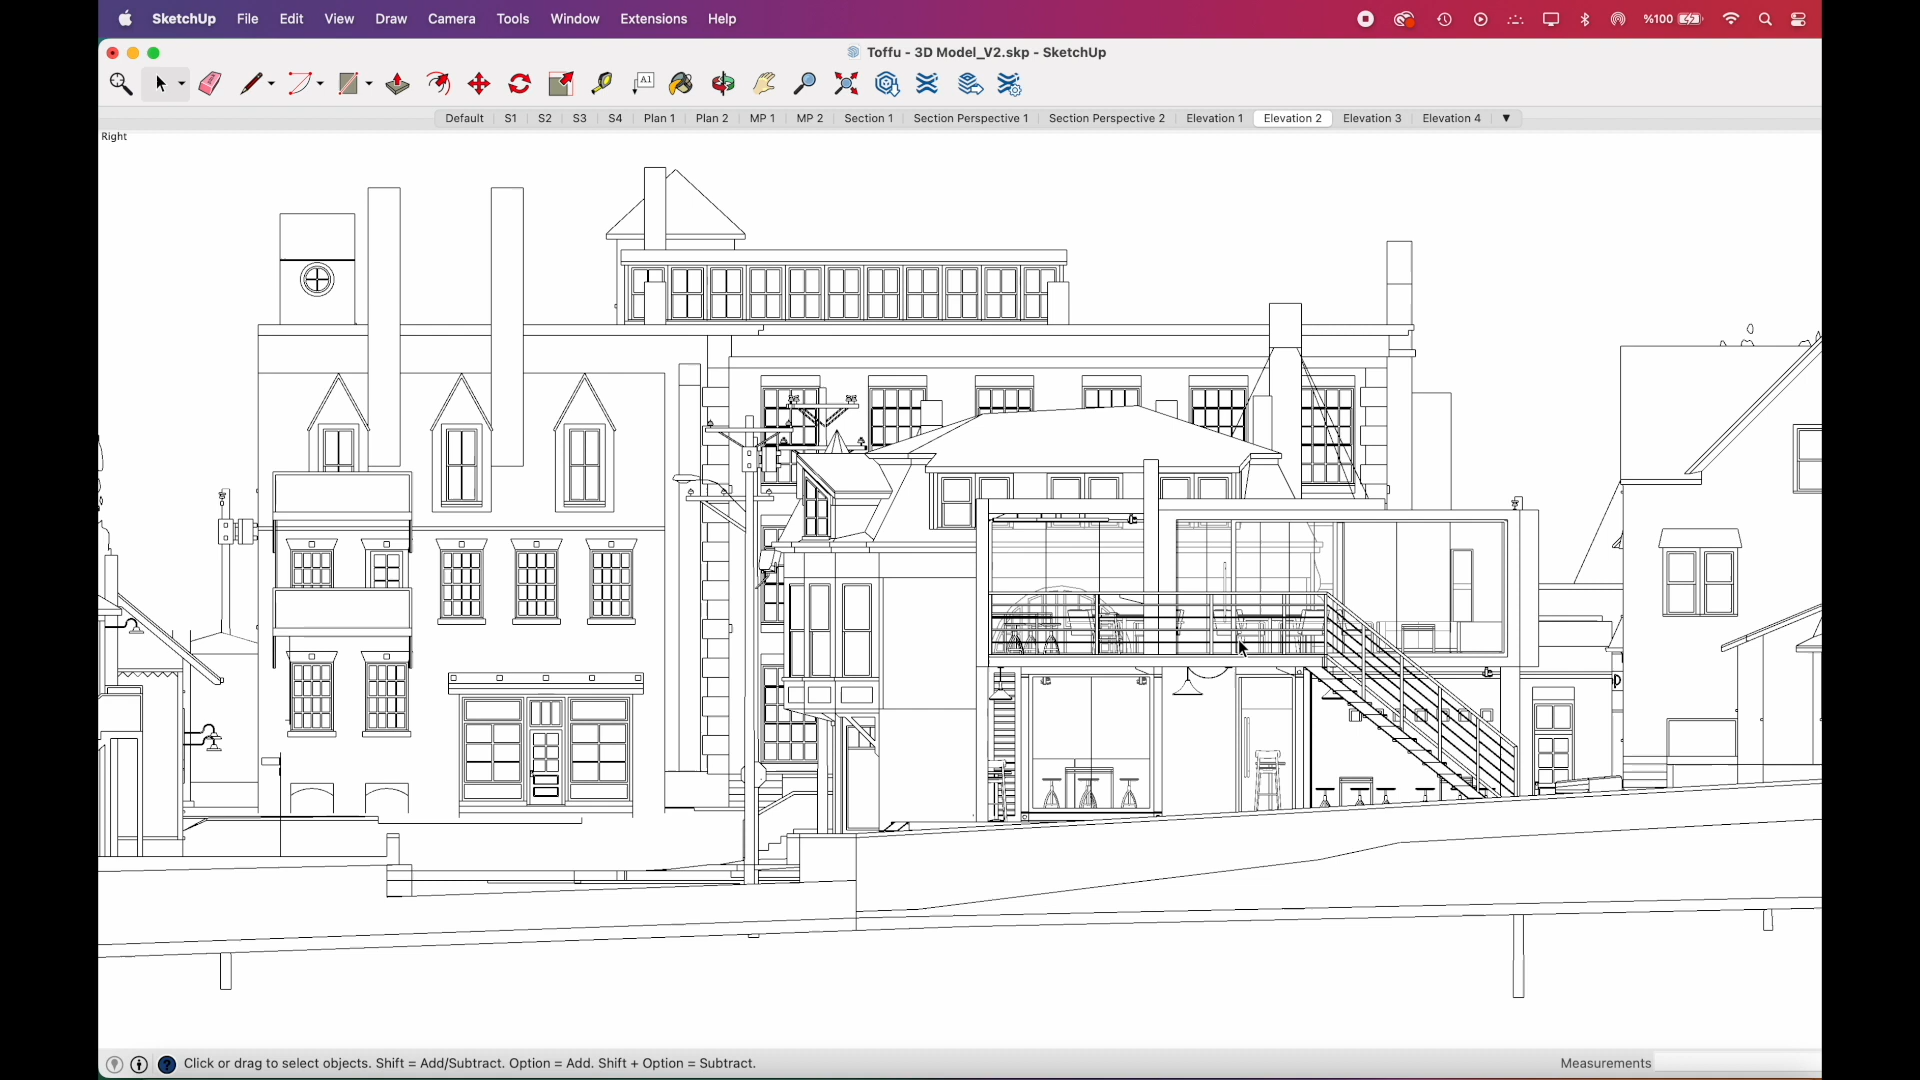 SketchUp File Edit View Draw Camera Tools Window Extensions Help %100
Toffu - 3D Model_V2.skp - SketchUp
A1
Default S1 S2 S3 S4 Plan 1 Plan 2 MP 1 MP 2 Section 1 Section Perspective 1 Section Perspective 2 Elevation 1 Elevation 2 Elevation 3 Elevation 4
Right
Click or drag to select objects. Shift = Add/Subtract. Option = Add. Shift + Option = Subtract. Measurements